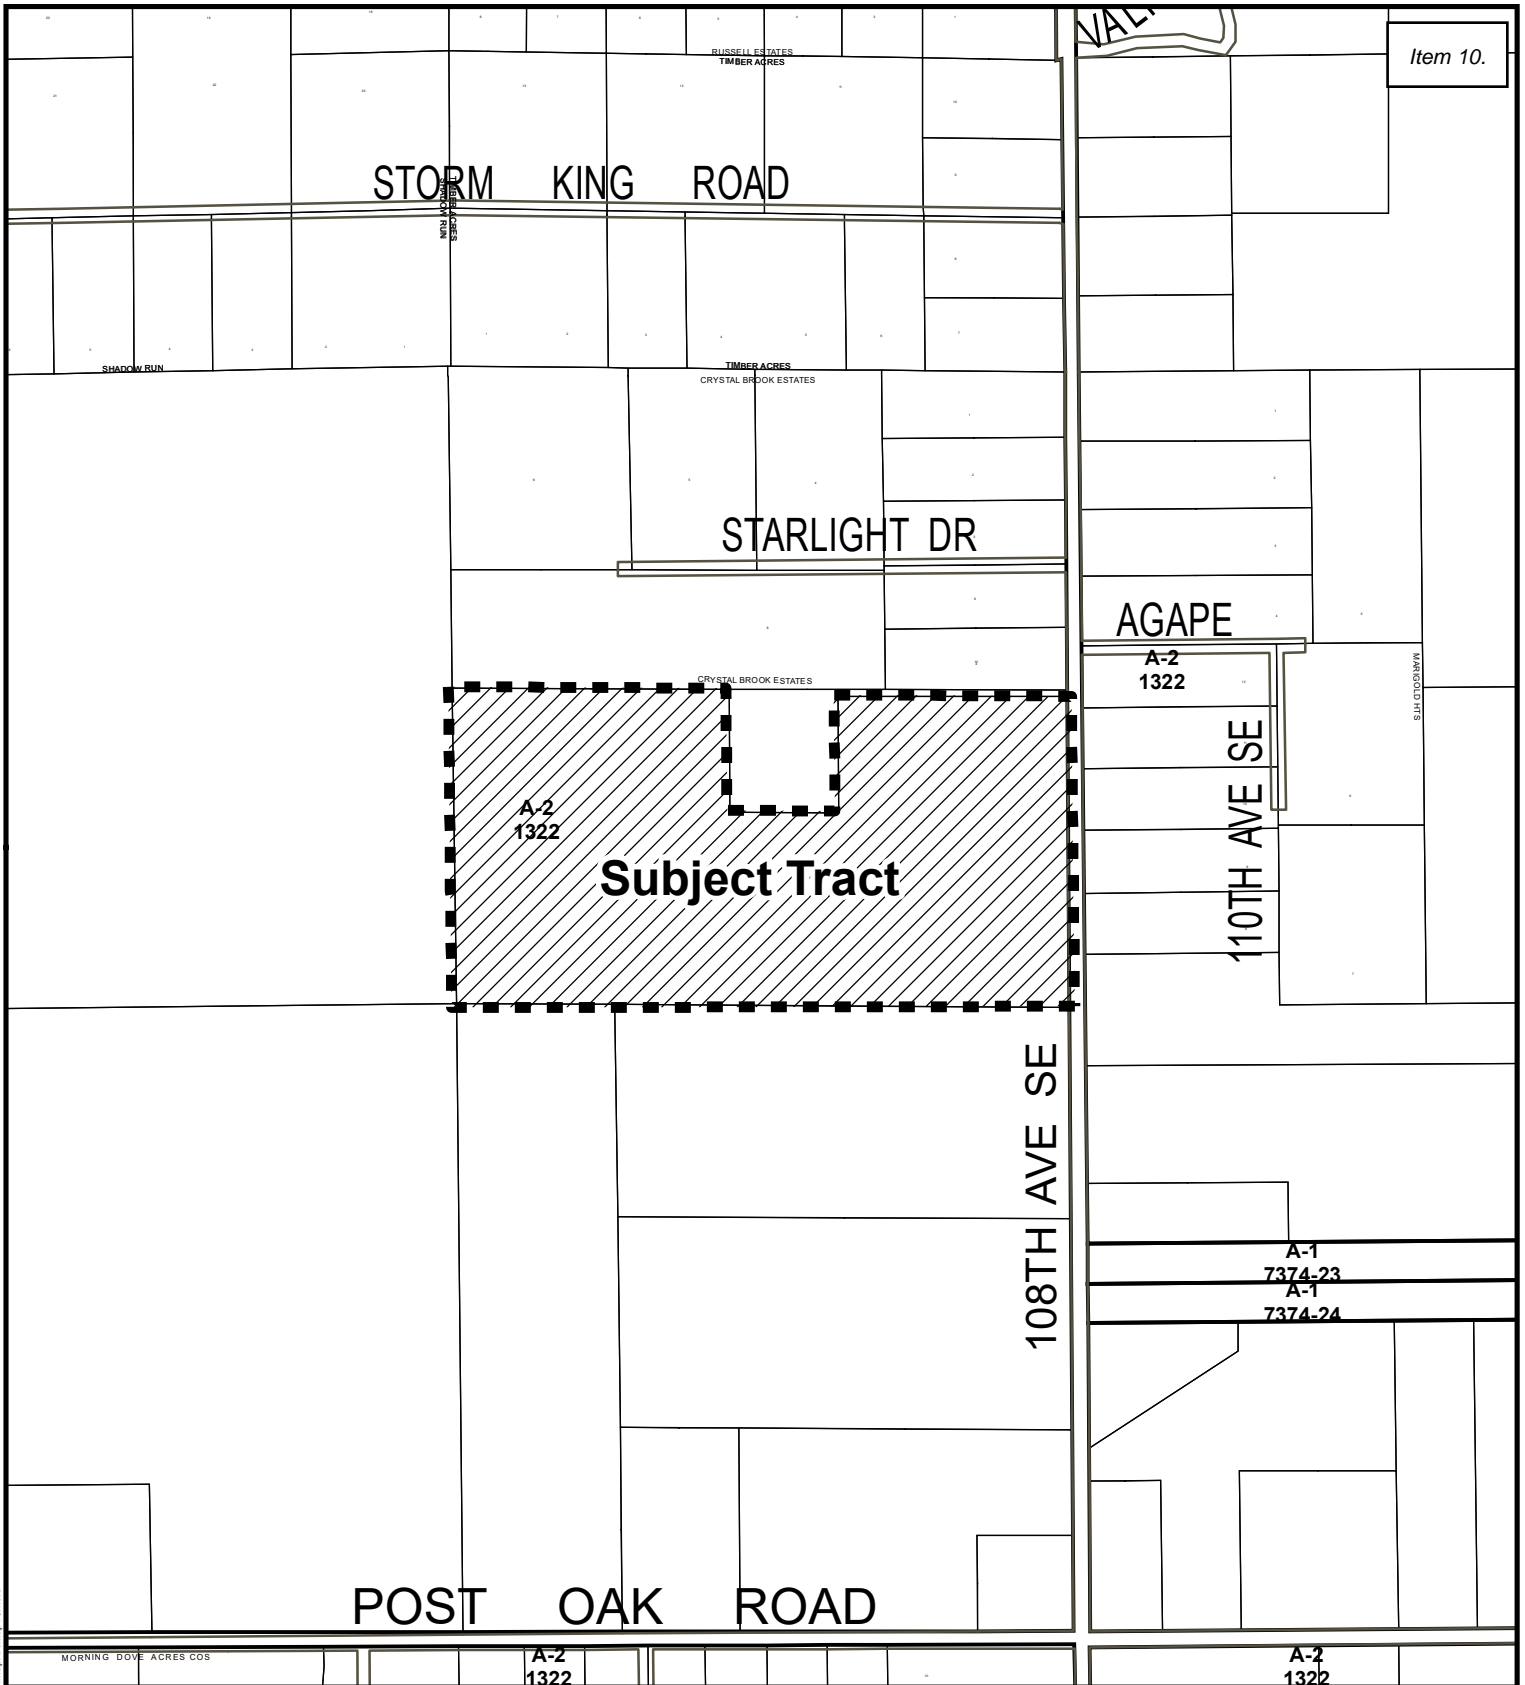 Item 10.
RUSSELL ESTATES
TIMBER ACRES
STORM KING ROAD
TIMBER ACRES
SHADOW RUN
SHADOW RUN
TIMBER ACRES
CRYSTAL BROOK ESTATES
STARLIGHT DR
AGAPE
A-2
1322
CRYSTAL BROOK ESTATES
MARIGOLD HTS
110TH AVE SE
A-2
1322
Subject Tract
108TH AVE SE
A-1
7374-23
A-1
7374-24
POST OAK ROAD
MORNING DOVE ACRES COS
A-2
1322
A-2
1322